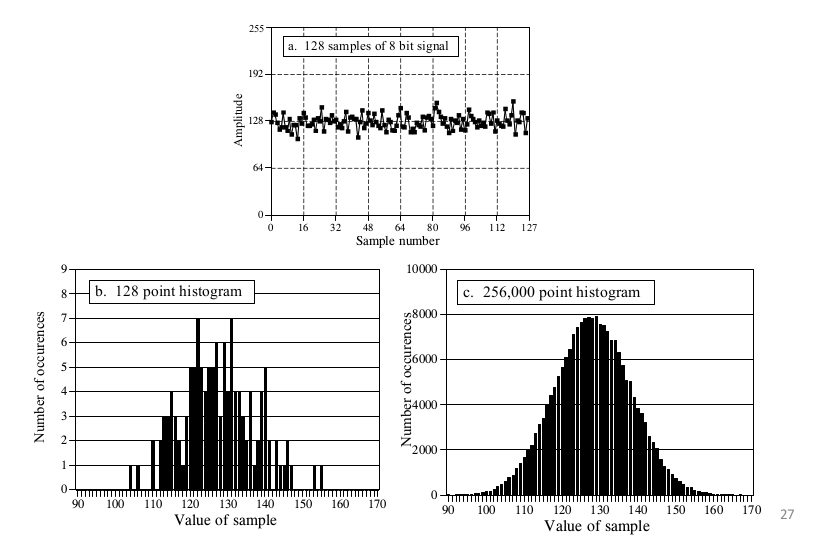 255
192
128
64
0
a. 128 samples of 8 bit signal
Amplitude
0 16 32 48 64 80 96 112 127
Sample number
9
8
7
6
5
4
3
2
1
0
b. 128 point histogram
Number of occurences
90 100 110 120 130 140 150 160 170
Value of sample
10000
8000
6000
4000
2000
0
c. 256,000 point histogram
Number of occurences
90 100 110 120 130 140 150 160 170
Value of sample
27